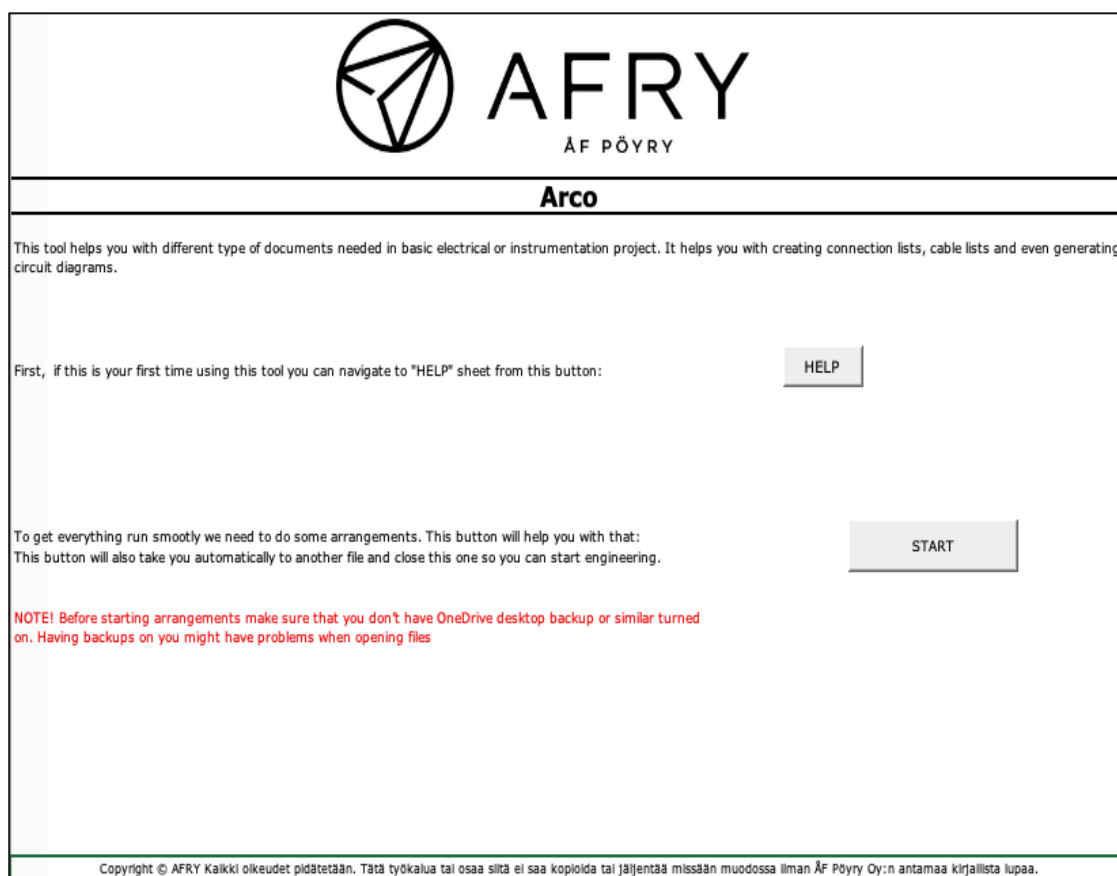 AFRY
ÅF PÖYRY
Arco
This tool helps you with different type of documents needed in basic electrical or instrumentation project. It helps you with creating connection lists, cable lists and even generating
circuit diagrams.
First, if this is your first time using this tool you can navigate to "HELP" sheet from this button:
HELP
To get everything run smootly we need to do some arrangements. This button will help you with that:
This button will also take you automatically to another file and close this one so you can start engineering.
START
NOTE! Before starting arrangements make sure that you don't have OneDrive desktop backup or similar turned
on. Having backups on you might have problems when opening files
Copyright © AFRY Kaikki oikeudet pidätetään. Tätä työkalua tai osaa siitä ei saa kopioida tai jäljentää missään muodossa ilman ÅF Pöyry Oy:n antamaa kirjallista lupaa.